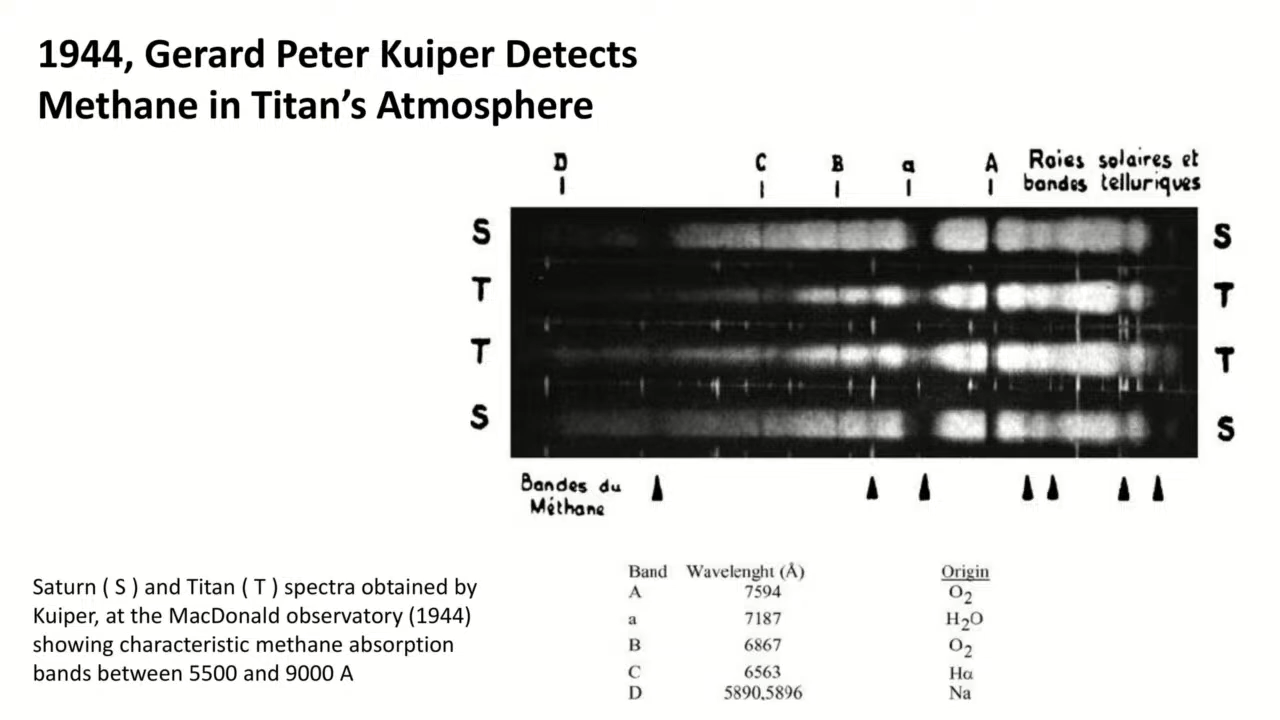 1944, Gerard Peter Kuiper Detects
Methane in Titan’s Atmosphere
D C B a A Raies solaires et
bandes telluriques
S S
T T
T T
S S
Bandes du
Méthane
Saturn ( S ) and Titan ( T ) spectra obtained by
Kuiper, at the MacDonald observatory (1944)
showing characteristic methane absorption
bands between 5500 and 9000 A
Band Wavelenght (Å) Origin
A 7594 O₂
a 7187 H₂O
B 6867 O₂
C 6563 Hα
D 5890,5896 Na